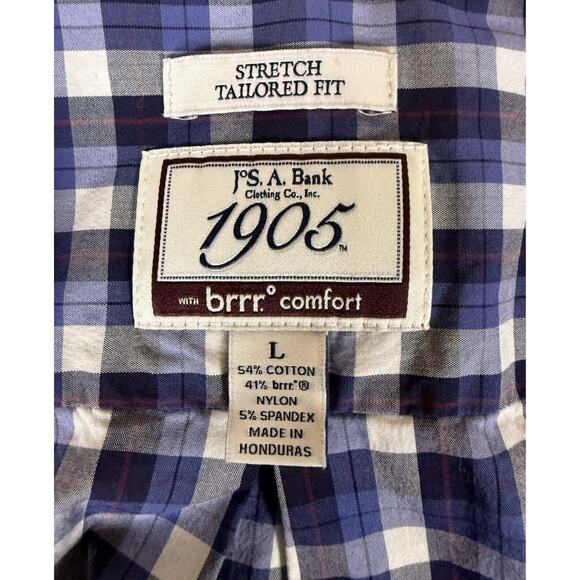 STRETCH
TAILORED FIT
JoS. A. Bank
Clothing Co., Inc.
1905™
WITH brrr.° comfort
L
54% COTTON
41% brrr°®
NYLON
5% SPANDEX
MADE IN
HONDURAS